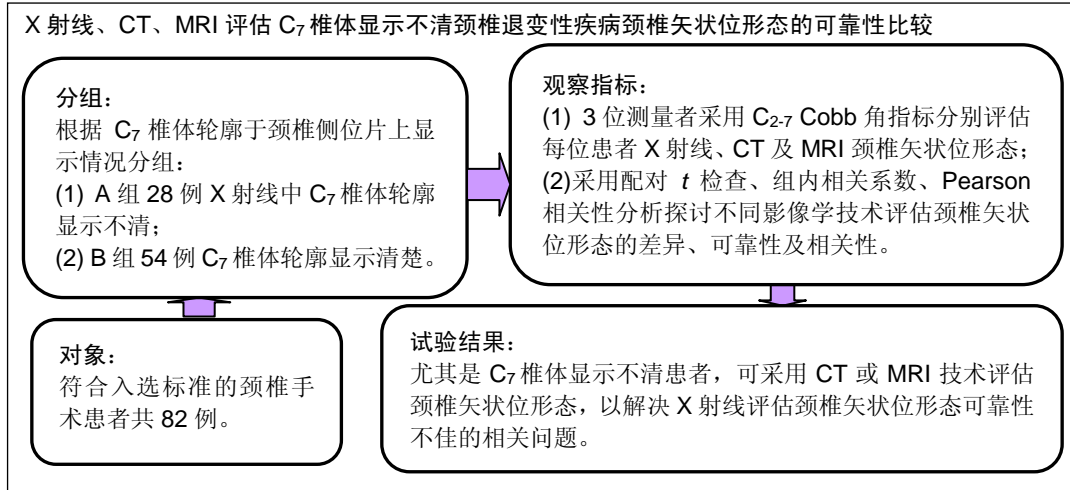 X 射线、CT、MRI 评估 C₇ 椎体显示不清颈椎退变性疾病颈椎矢状位形态的可靠性比较
对象：
符合入选标准的颈椎手
术患者共 82 例。
分组：
根据 C₇ 椎体轮廓于颈椎侧位片上显
示情况分组：
(1) A 组 28 例 X 射线中 C₇ 椎体轮廓
显示不清；
(2) B 组 54 例 C₇ 椎体轮廓显示清楚。
观察指标：
(1) 3 位测量者采用 C₂₋₇ Cobb 角指标分别评估
每位患者 X 射线、CT 及 MRI 颈椎矢状位形态；
(2)采用配对 t 检查、组内相关系数、Pearson
相关性分析探讨不同影像学技术评估颈椎矢状
位形态的差异、可靠性及相关性。
试验结果：
尤其是 C₇ 椎体显示不清患者，可采用 CT 或 MRI 技术评估
颈椎矢状位形态，以解决 X 射线评估颈椎矢状位形态可靠性
不佳的相关问题。